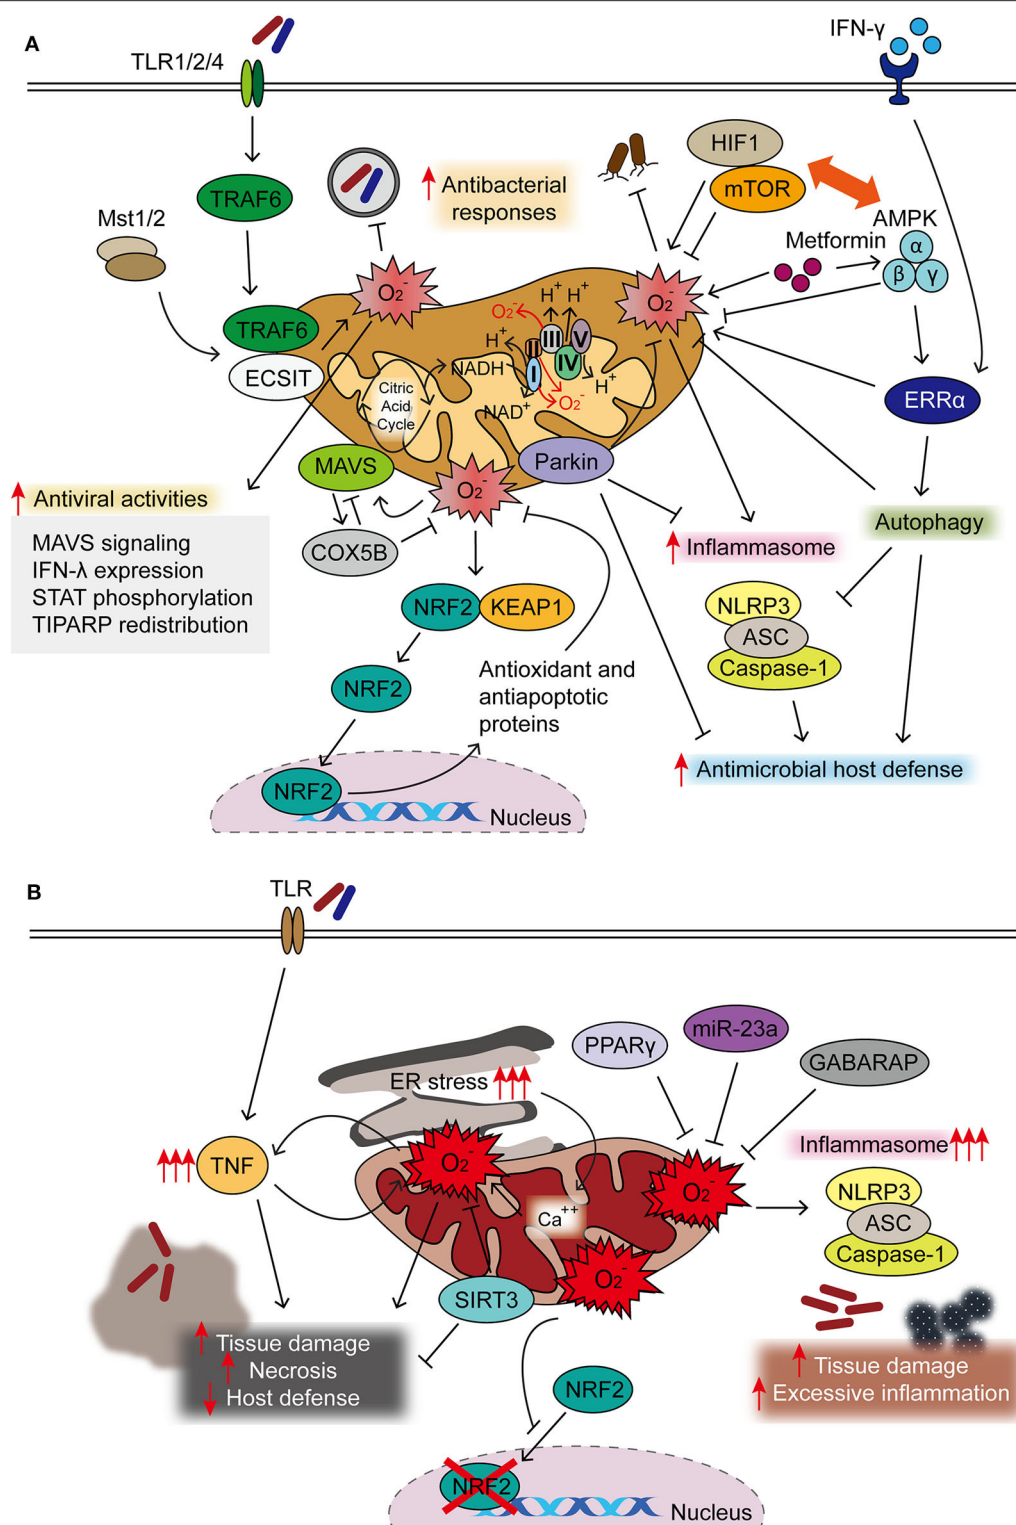 A
TLR1/2/4
IFN-γ
TRAF6
Mst1/2
Antibacterial
responses
HIF1
mTOR
AMPK
α
β
γ
Metformin
O₂⁻
O₂⁻
TRAF6
ECSIT
H⁺ H⁺
O₂⁻
H⁺
III
V
II
IV
I
H⁺
NADH
NAD⁺
O₂⁻
Citric
Acid
Cycle
ERRα
MAVS
O₂⁻
Parkin
Antiviral activities
MAVS signaling
IFN-λ expression
STAT phosphorylation
TIPARP redistribution
COX5B
Inflammasome
Autophagy
NRF2
KEAP1
NLRP3
ASC
Caspase-1
NRF2
Antioxidant and
antiapoptotic
proteins
Antimicrobial host defense
NRF2
Nucleus
B
TLR
PPARγ
miR-23a
GABARAP
ER stress
TNF
O₂⁻
Inflammasome
O₂⁻
NLRP3
ASC
Caspase-1
Ca⁺⁺
O₂⁻
SIRT3
Tissue damage
Necrosis
Host defense
Tissue damage
Excessive inflammation
NRF2
NRF2
Nucleus